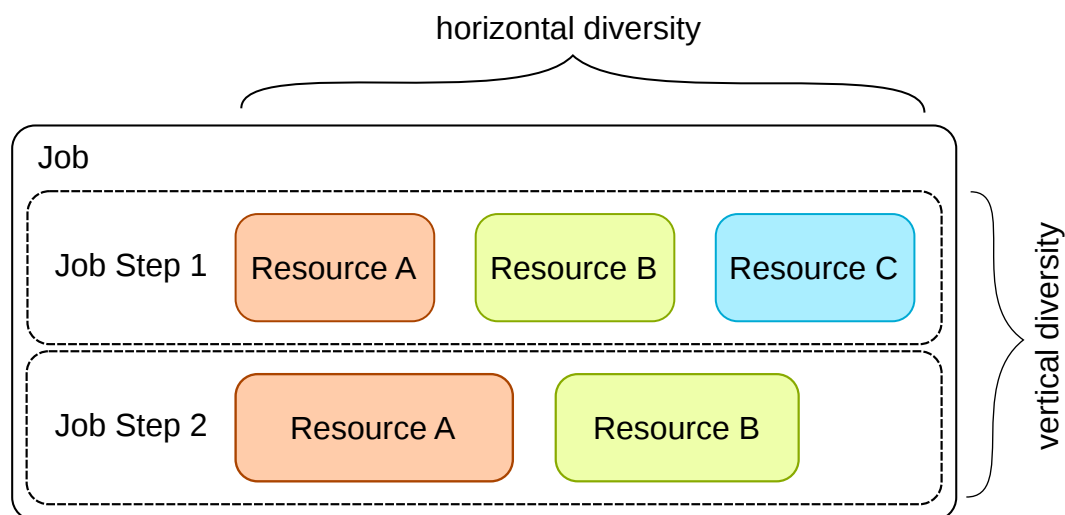 horizontal diversity
Job
Job Step 1
Resource A
Resource B
Resource C
Job Step 2
Resource A
Resource B
vertical diversity